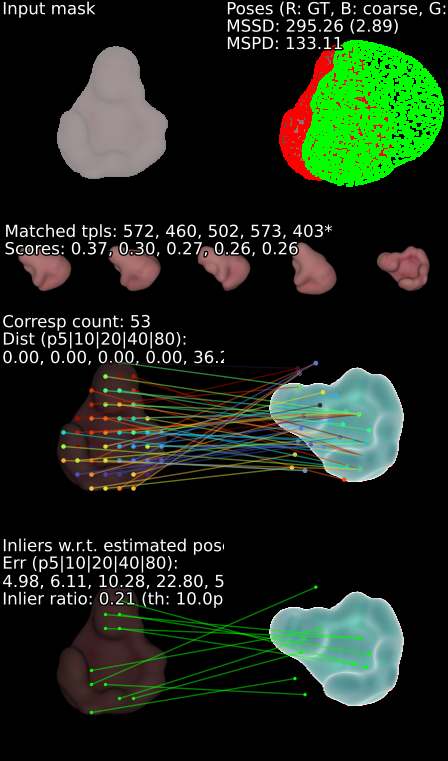 Input mask
Poses (R: GT, B: coarse, G:
MSSD: 295.26 (2.89)
MSPD: 133.11
Matched tpls: 572, 460, 502, 573, 403*
Scores: 0.37, 0.30, 0.27, 0.26, 0.26
Corresp count: 53
Dist (p5|10|20|40|80):
0.00, 0.00, 0.00, 0.00, 36.2
Inliers w.r.t. estimated pose
Err (p5|10|20|40|80):
4.98, 6.11, 10.28, 22.80, 5
Inlier ratio: 0.21 (th: 10.0p